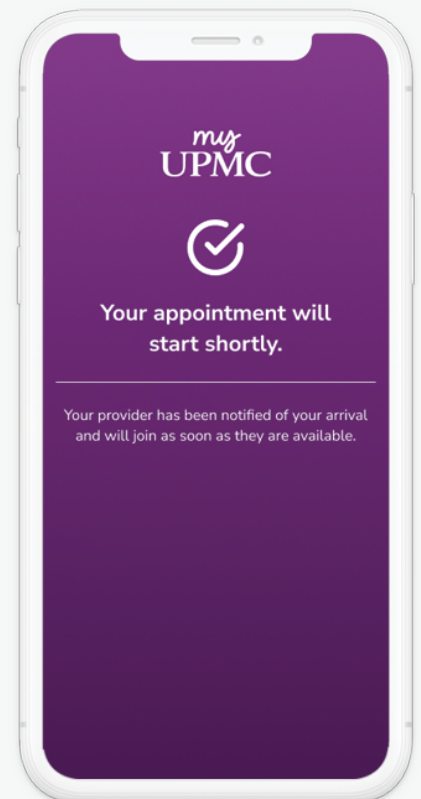 my
UPMC
Your appointment will
start shortly.
Your provider has been notified of your arrival
and will join as soon as they are available.